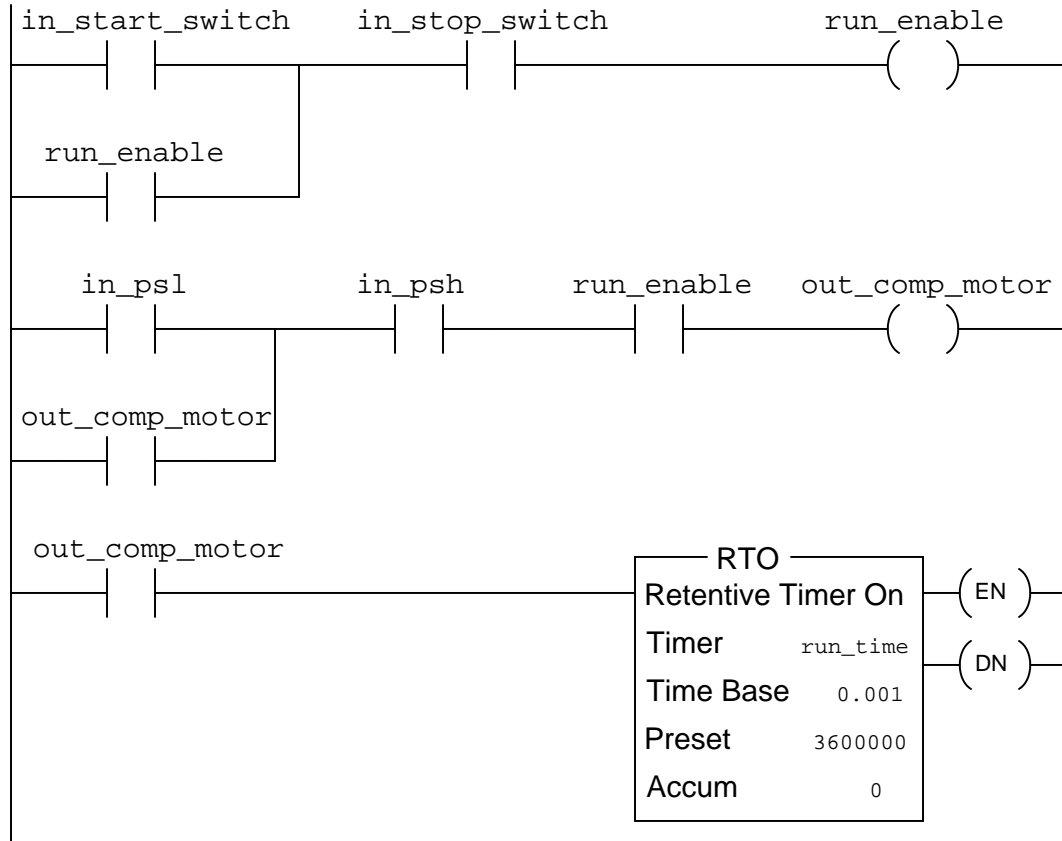 in_start_switch in_stop_switch run_enable
run_enable
in_psl in_psh run_enable out_comp_motor
out_comp_motor
out_comp_motor
RTO
Retentive Timer On EN
Timer run_time DN
Time Base 0.001
Preset 3600000
Accum 0